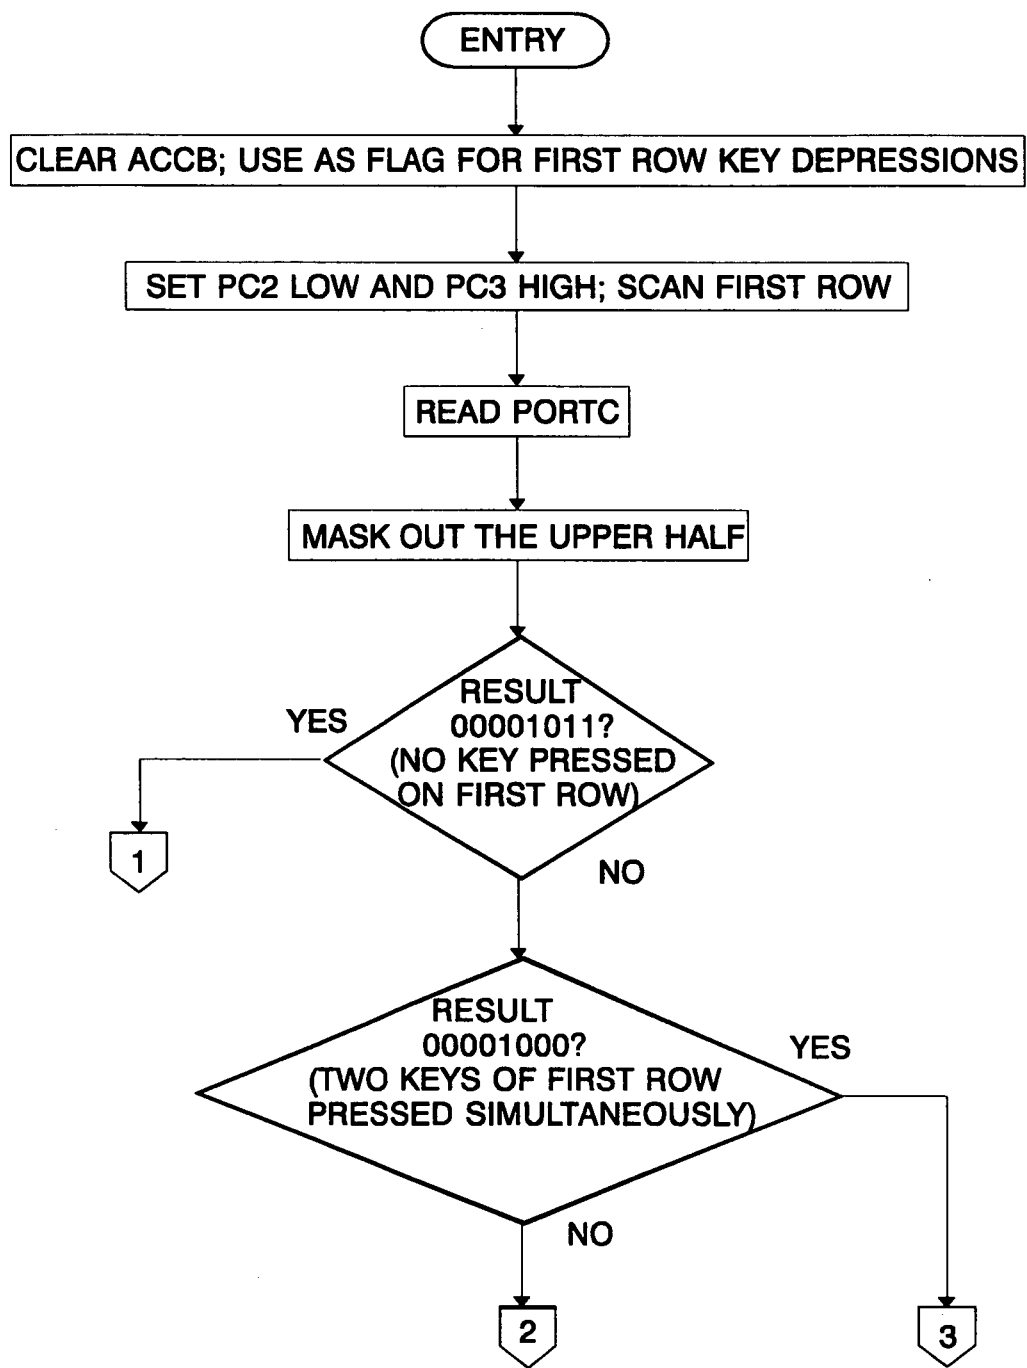 ENTRY
CLEAR ACCB; USE AS FLAG FOR FIRST ROW KEY DEPRESSIONS
SET PC2 LOW AND PC3 HIGH; SCAN FIRST ROW
READ PORTC
MASK OUT THE UPPER HALF
RESULT
YES
00001011?
(NO KEY PRESSED
ON FIRST ROW)
1
NO
RESULT
00001000?
YES
(TWO KEYS OF FIRST ROW
PRESSED SIMULTANEOUSLY)
NO
2
3